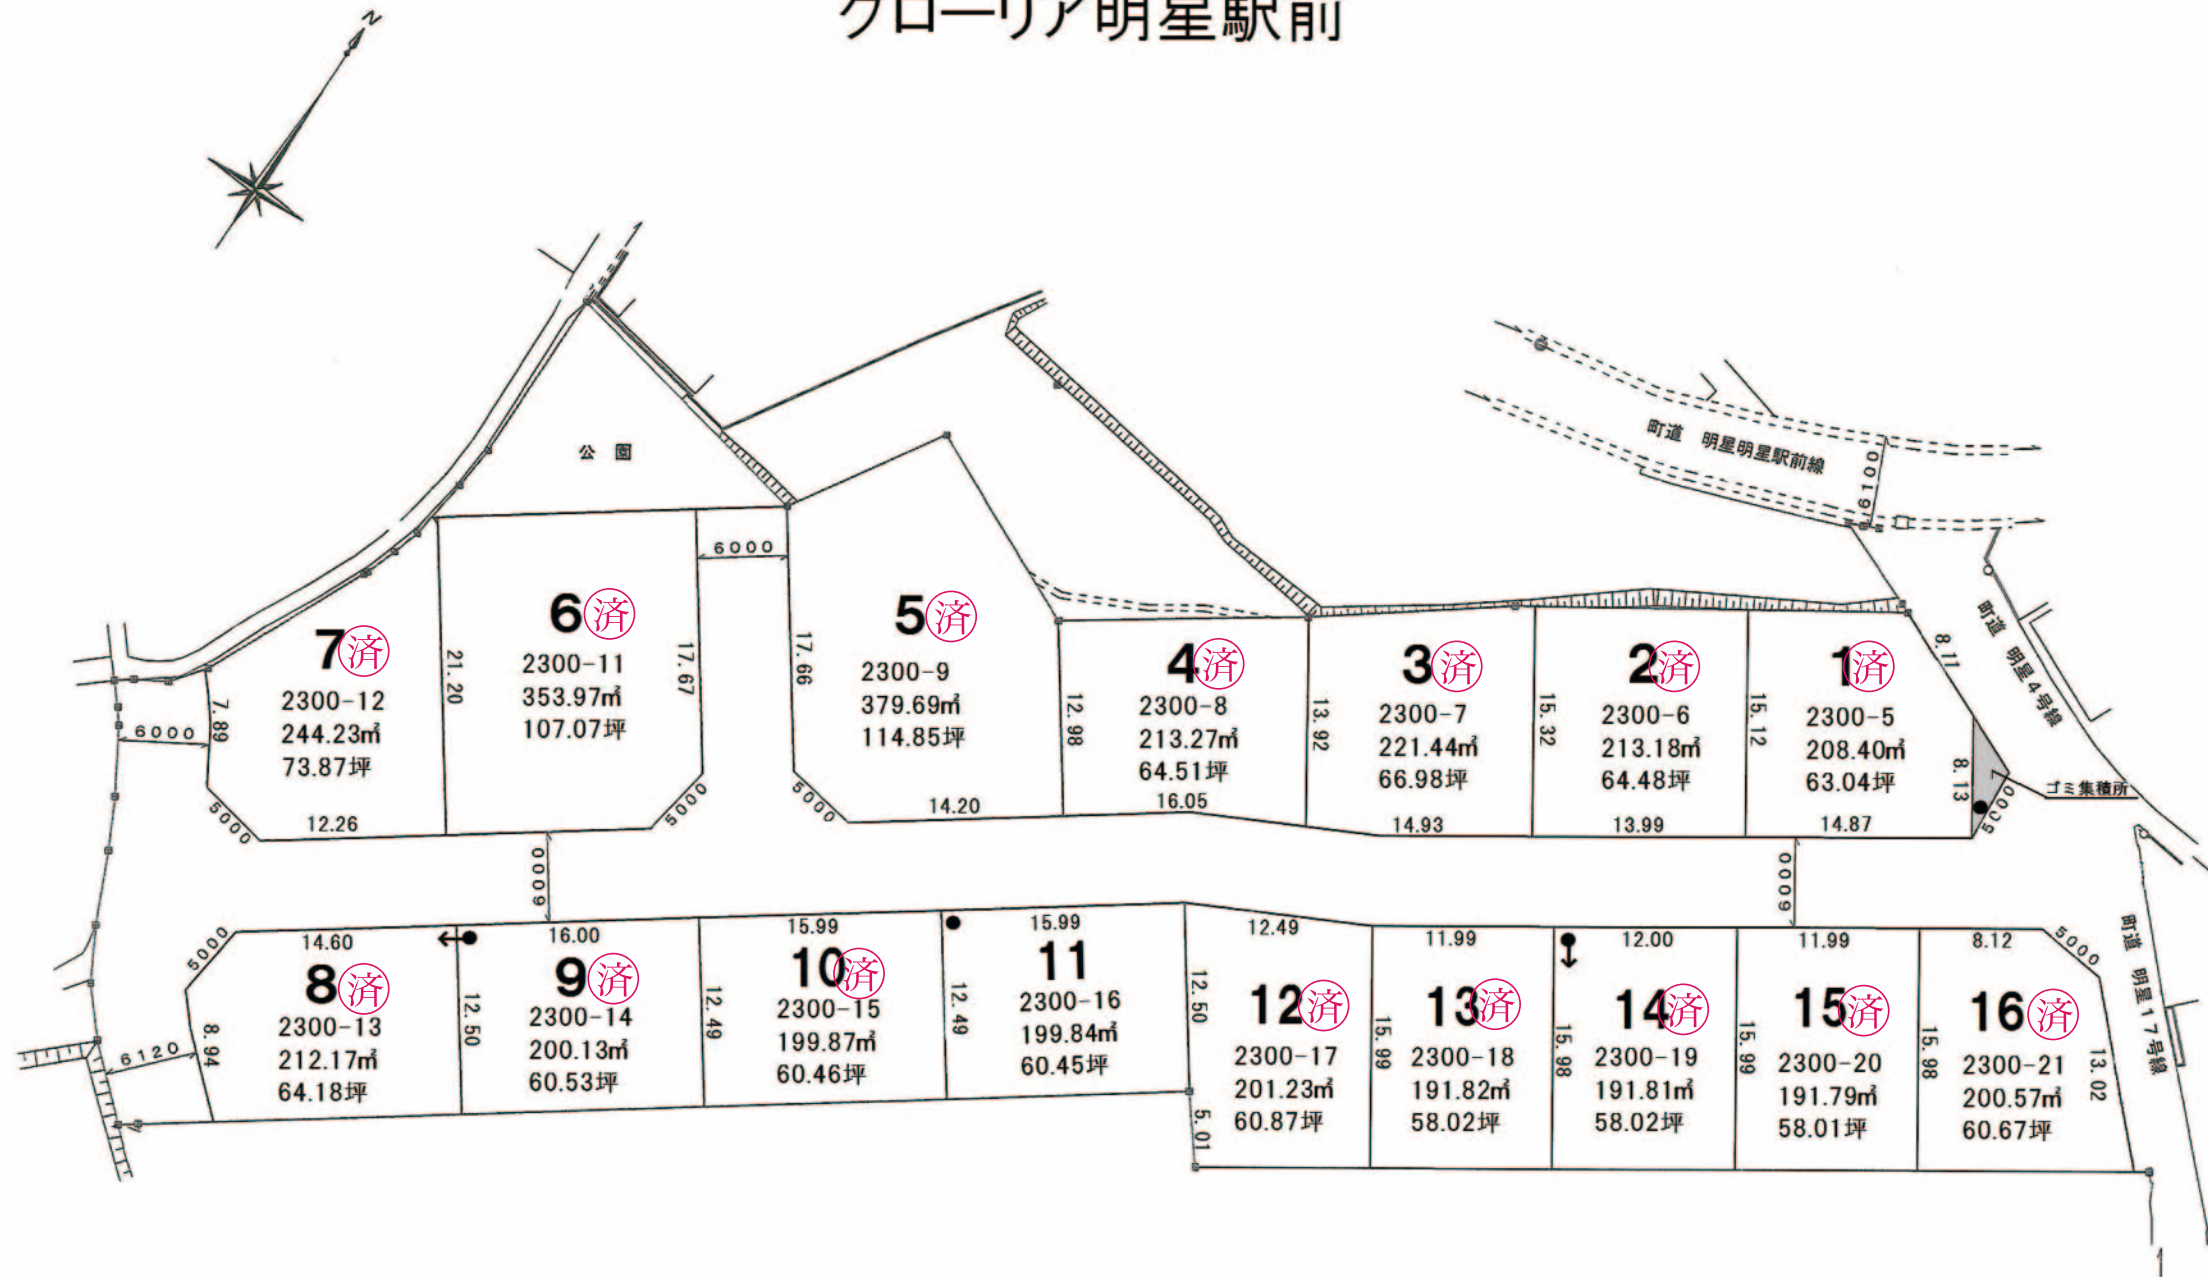 グローリア明星駅前
N
公園
町道 明星明星駅前線
6100
町道 明星4号線
6000
7 済
2300-12
244.23㎡
73.87坪
7.89
6000
5000
12.26
21.20
6 済
2300-11
353.97㎡
107.07坪
17.67
5000
5 済
2300-9
379.69㎡
114.85坪
17.66
5000
14.20
4 済
2300-8
213.27㎡
64.51坪
12.98
16.05
3 済
2300-7
221.44㎡
66.98坪
13.92
14.93
2 済
2300-6
213.18㎡
64.48坪
15.32
13.99
1 済
2300-5
208.40㎡
63.04坪
15.12
14.87
8.11
8.13
5000
ゴミ集積所
6000
6000
8 済
2300-13
212.17㎡
64.18坪
5000
14.60
8.94
6120
9 済
2300-14
200.13㎡
60.53坪
16.00
12.50
10 済
2300-15
199.87㎡
60.46坪
15.99
12.49
11
2300-16
199.84㎡
60.45坪
15.99
12.49
12 済
2300-17
201.23㎡
60.87坪
12.49
12.50
5.01
13 済
2300-18
191.82㎡
58.02坪
11.99
15.99
14 済
2300-19
191.81㎡
58.02坪
12.00
15.98
15 済
2300-20
191.79㎡
58.01坪
11.99
15.99
16 済
2300-21
200.57㎡
60.67坪
8.12
15.98
5000
13.02
町道 明星17号線